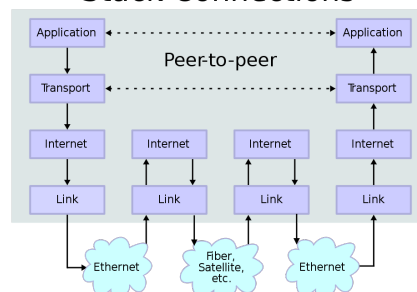 Stack Connections
Application
Application
Peer-to-peer
Transport
Transport
Internet
Internet
Internet
Internet
Link
Link
Link
Link
Ethernet
Fiber,
Satellite,
etc.
Ethernet